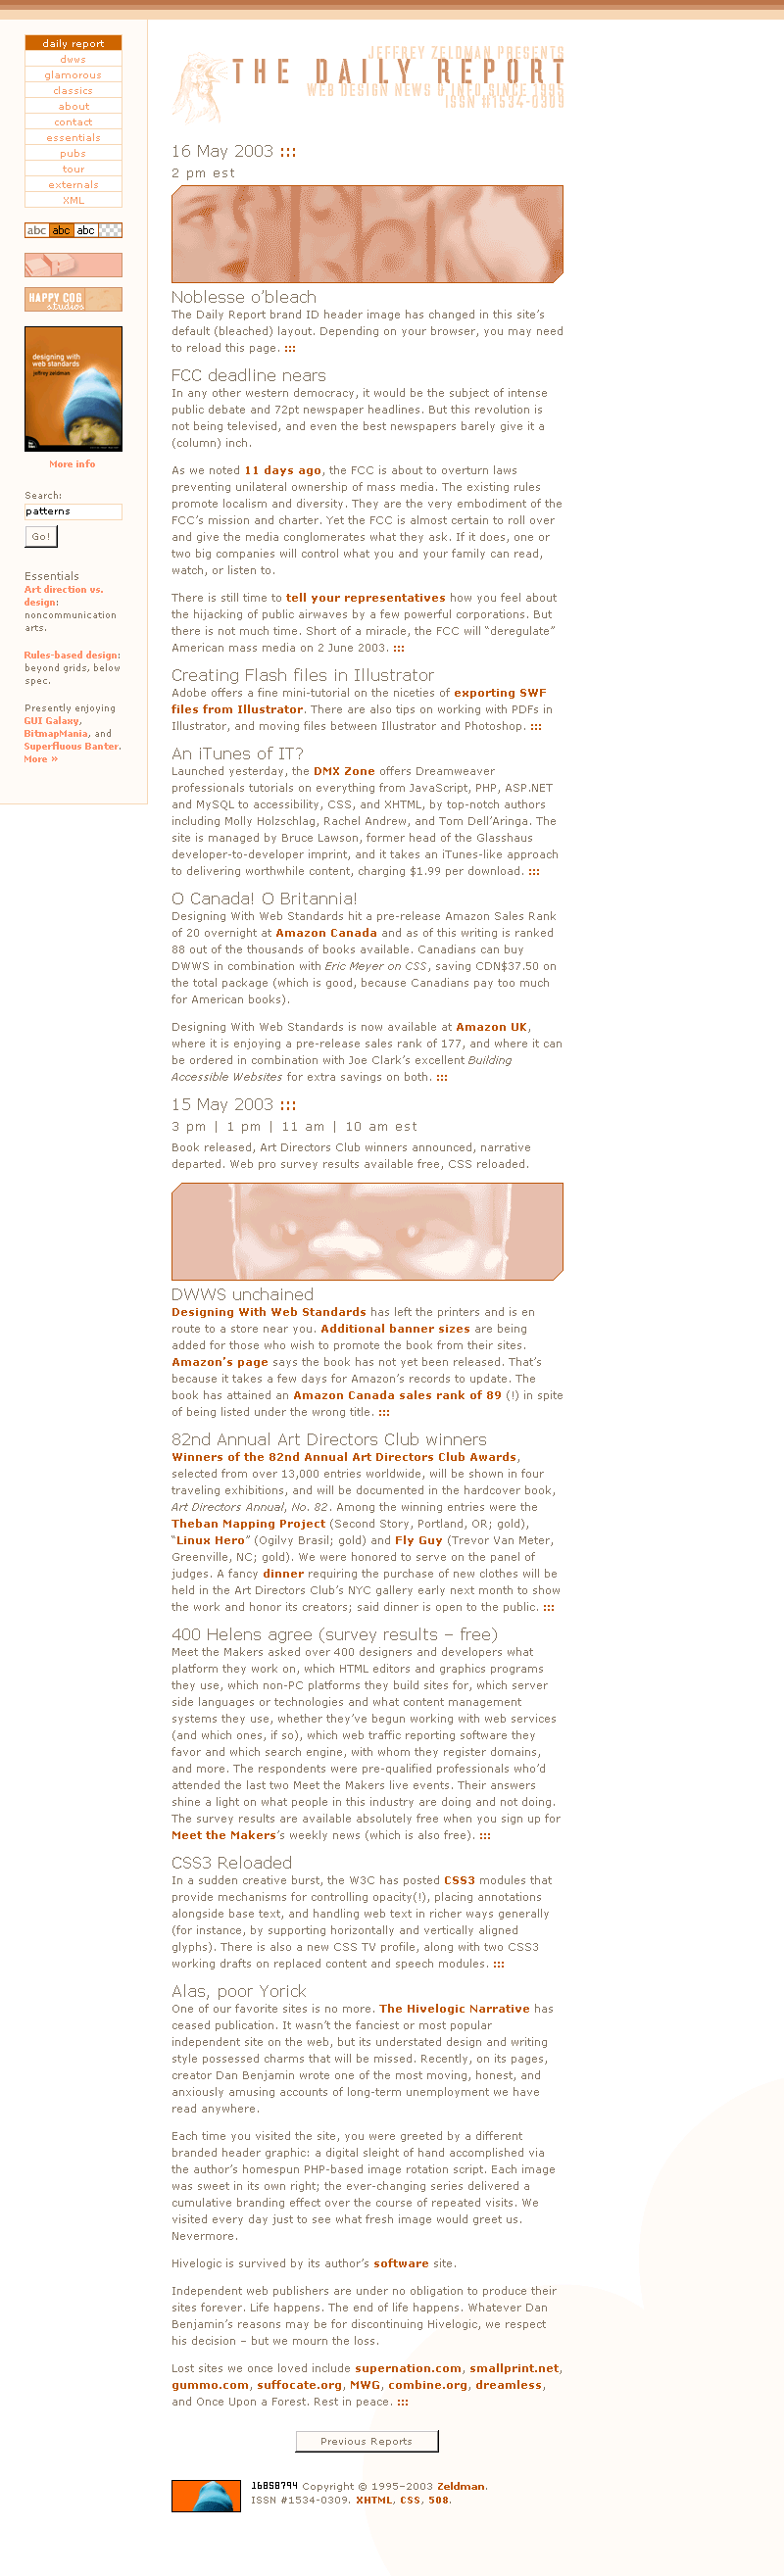 JEFFREY ZELDMAN PRESENTS
THE DAILY REPORT
WEB DESIGN NEWS & INFO SINCE 1995
ISSN #1534-0309
daily report
dwws
glamorous
classics
about
contact
essentials
pubs
tour
externals
XML
abc abc abc
HAPPY COG
studios
designing with
web standards
jeffrey zeldman
More info
Search:
patterns
Go!
Essentials
Art direction vs.
design:
noncommunication
arts.
Rules-based design:
beyond grids, below
spec.
Presently enjoying
GUI Galaxy,
BitmapMania, and
Superfluous Banter.
More »
16 May 2003 :::
2 pm est
Noblesse o’bleach
The Daily Report brand ID header image has changed in this site’s
default (bleached) layout. Depending on your browser, you may need
to reload this page. :::
FCC deadline nears
In any other western democracy, it would be the subject of intense
public debate and 72pt newspaper headlines. But this revolution is
not being televised, and even the best newspapers barely give it a
(column) inch.
As we noted 11 days ago, the FCC is about to overturn laws
preventing unilateral ownership of mass media. The existing rules
promote localism and diversity. They are the very embodiment of the
FCC’s mission and charter. Yet the FCC is almost certain to roll over
and give the media conglomerates what they ask. If it does, one or
two big companies will control what you and your family can read,
watch, or listen to.
There is still time to tell your representatives how you feel about
the hijacking of public airwaves by a few powerful corporations. But
there is not much time. Short of a miracle, the FCC will “deregulate”
American mass media on 2 June 2003. :::
Creating Flash files in Illustrator
Adobe offers a fine mini-tutorial on the niceties of exporting SWF
files from Illustrator. There are also tips on working with PDFs in
Illustrator, and moving files between Illustrator and Photoshop. :::
An iTunes of IT?
Launched yesterday, the DMX Zone offers Dreamweaver
professionals tutorials on everything from JavaScript, PHP, ASP.NET
and MySQL to accessibility, CSS, and XHTML, by top-notch authors
including Molly Holzschlag, Rachel Andrew, and Tom Dell’Aringa. The
site is managed by Bruce Lawson, former head of the Glasshaus
developer-to-developer imprint, and it takes an iTunes-like approach
to delivering worthwhile content, charging $1.99 per download. :::
O Canada! O Britannia!
Designing With Web Standards hit a pre-release Amazon Sales Rank
of 20 overnight at Amazon Canada and as of this writing is ranked
88 out of the thousands of books available. Canadians can buy
DWWS in combination with Eric Meyer on CSS, saving CDN$37.50 on
the total package (which is good, because Canadians pay too much
for American books).
Designing With Web Standards is now available at Amazon UK,
where it is enjoying a pre-release sales rank of 177, and where it can
be ordered in combination with Joe Clark’s excellent Building
Accessible Websites for extra savings on both. :::
15 May 2003 :::
3 pm | 1 pm | 11 am | 10 am est
Book released, Art Directors Club winners announced, narrative
departed. Web pro survey results available free, CSS reloaded.
DWWS unchained
Designing With Web Standards has left the printers and is en
route to a store near you. Additional banner sizes are being
added for those who wish to promote the book from their sites.
Amazon’s page says the book has not yet been released. That’s
because it takes a few days for Amazon’s records to update. The
book has attained an Amazon Canada sales rank of 89 (!) in spite
of being listed under the wrong title. :::
82nd Annual Art Directors Club winners
Winners of the 82nd Annual Art Directors Club Awards,
selected from over 13,000 entries worldwide, will be shown in four
traveling exhibitions, and will be documented in the hardcover book,
Art Directors Annual, No. 82. Among the winning entries were the
Theban Mapping Project (Second Story, Portland, OR; gold),
“Linux Hero” (Ogilvy Brasil; gold) and Fly Guy (Trevor Van Meter,
Greenville, NC; gold). We were honored to serve on the panel of
judges. A fancy dinner requiring the purchase of new clothes will be
held in the Art Directors Club’s NYC gallery early next month to show
the work and honor its creators; said dinner is open to the public. :::
400 Helens agree (survey results – free)
Meet the Makers asked over 400 designers and developers what
platform they work on, which HTML editors and graphics programs
they use, which non-PC platforms they build sites for, which server
side languages or technologies and what content management
systems they use, whether they’ve begun working with web services
(and which ones, if so), which web traffic reporting software they
favor and which search engine, with whom they register domains,
and more. The respondents were pre-qualified professionals who’d
attended the last two Meet the Makers live events. Their answers
shine a light on what people in this industry are doing and not doing.
The survey results are available absolutely free when you sign up for
Meet the Makers’s weekly news (which is also free). :::
CSS3 Reloaded
In a sudden creative burst, the W3C has posted CSS3 modules that
provide mechanisms for controlling opacity(!), placing annotations
alongside base text, and handling web text in richer ways generally
(for instance, by supporting horizontally and vertically aligned
glyphs). There is also a new CSS TV profile, along with two CSS3
working drafts on replaced content and speech modules. :::
Alas, poor Yorick
One of our favorite sites is no more. The Hivelogic Narrative has
ceased publication. It wasn’t the fanciest or most popular
independent site on the web, but its understated design and writing
style possessed charms that will be missed. Recently, on its pages,
creator Dan Benjamin wrote one of the most moving, honest, and
anxiously amusing accounts of long-term unemployment we have
read anywhere.
Each time you visited the site, you were greeted by a different
branded header graphic: a digital sleight of hand accomplished via
the author’s homespun PHP-based image rotation script. Each image
was sweet in its own right; the ever-changing series delivered a
cumulative branding effect over the course of repeated visits. We
visited every day just to see what fresh image would greet us.
Nevermore.
Hivelogic is survived by its author’s software site.
Independent web publishers are under no obligation to produce their
sites forever. Life happens. The end of life happens. Whatever Dan
Benjamin’s reasons may be for discontinuing Hivelogic, we respect
his decision – but we mourn the loss.
Lost sites we once loved include supernation.com, smallprint.net,
gummo.com, suffocate.org, MWG, combine.org, dreamless,
and Once Upon a Forest. Rest in peace. :::
Previous Reports
16858794 Copyright © 1995–2003 Zeldman.
ISSN #1534-0309. XHTML, CSS, 508.